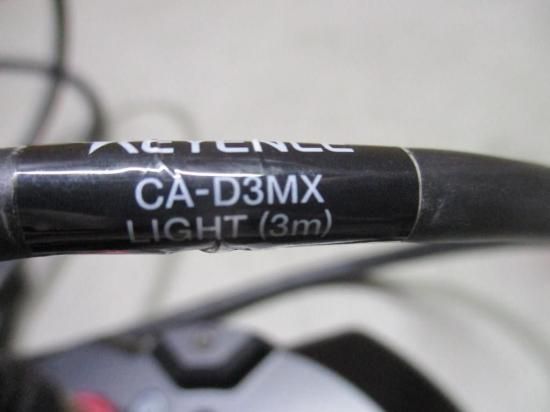 KEYENCE
CA-D3MX
LIGHT (3m)